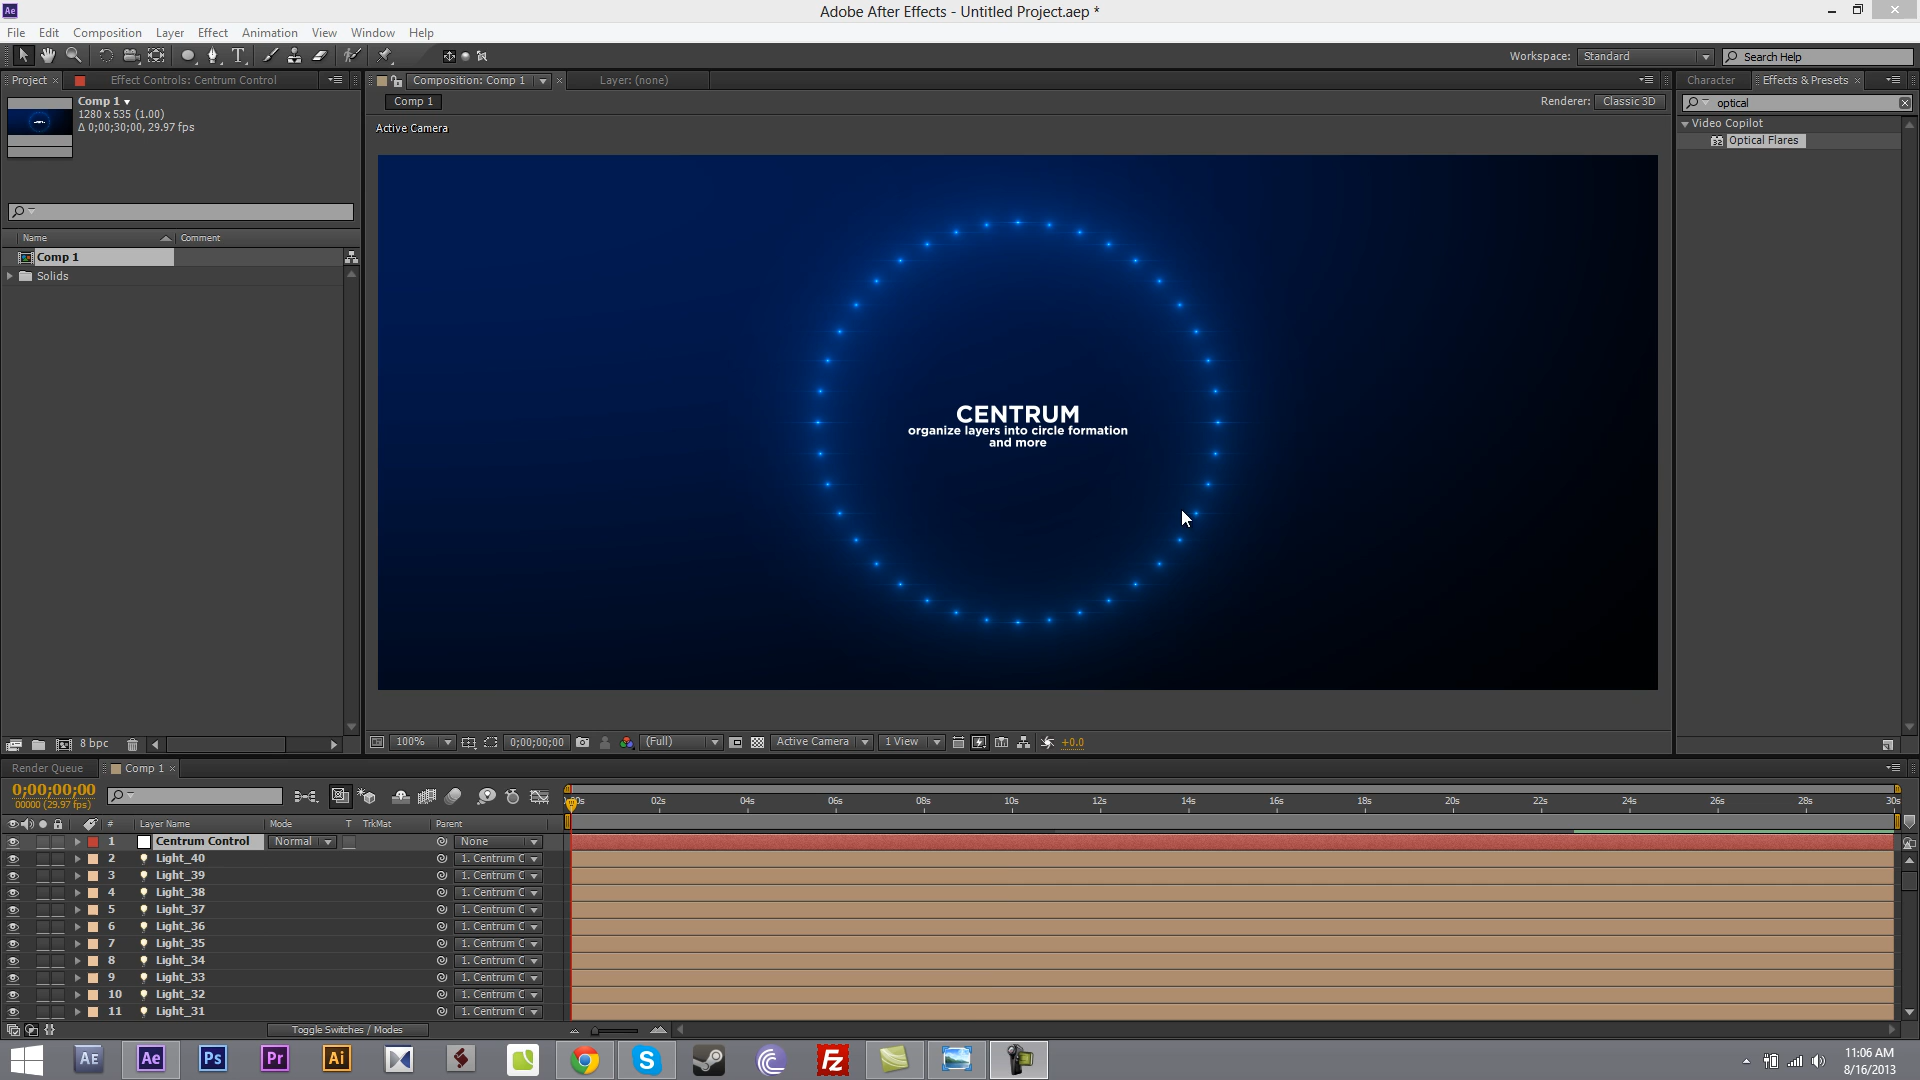 Adobe After Effects - Untitled Project.aep *
File Edit Composition Layer Effect Animation View Window Help
Workspace: Standard Search Help
Project Effect Controls: Centrum Control Composition: Comp 1 Layer: (none) Character Effects & Presets
Comp 1
1280 x 535 (1.00)
Δ 0;00;30;00, 29.97 fps
Comp 1 Renderer: Classic 3D optical
Active Camera
Video Copilot
32 Optical Flares
Name Comment
Comp 1
Solids
CENTRUM
organize layers into circle formation
and more
8 bpc 100% 0;00;00;00 (Full) Active Camera 1 View +0.0
Render Queue Comp 1
0;00;00;00
00000 (29.97 fps)
02s 04s 06s 08s 10s 12s 14s 16s 18s 20s 22s 24s 26s 28s 30s
# Layer Name Mode T TrkMat Parent
1 Centrum Control Normal None
2 Light_40 1. Centrum C
3 Light_39 1. Centrum C
4 Light_38 1. Centrum C
5 Light_37 1. Centrum C
6 Light_36 1. Centrum C
7 Light_35 1. Centrum C
8 Light_34 1. Centrum C
9 Light_33 1. Centrum C
10 Light_32 1. Centrum C
11 Light_31 1. Centrum C
Toggle Switches / Modes
AE Ae Ps Pr Ai S Fz
11:06 AM
8/16/2013